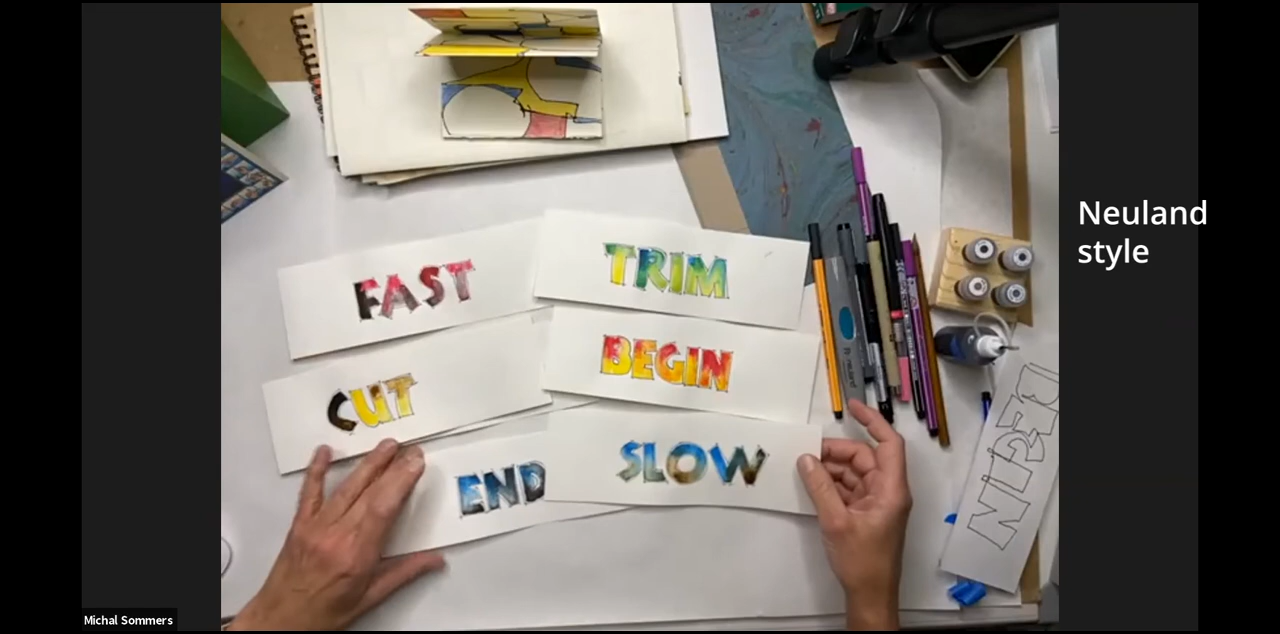 Neuland
style
FAST
TRIM
CUT
BEGIN
END
SLOW
BEGIN
Michal Sommers